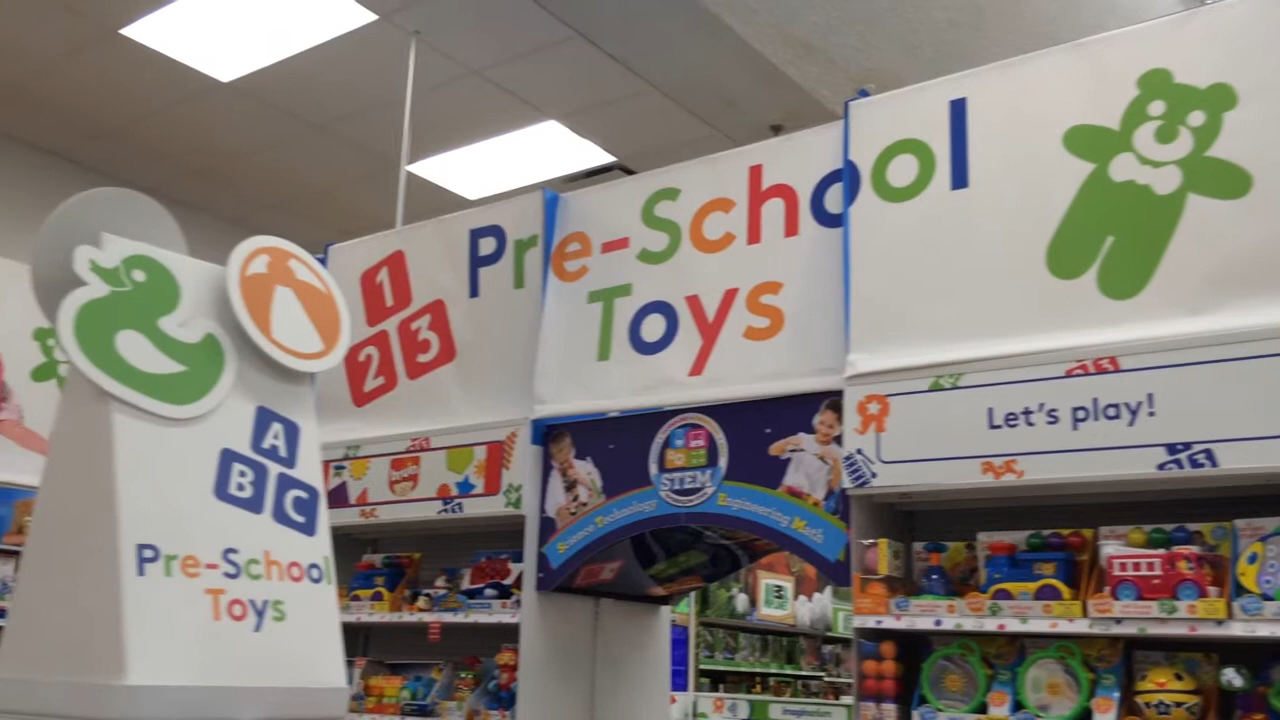 1
2 3
Pre-School
Toys
Let's play!
A
B C
Pre-School
Toys
STEM
Science Technology Engineering Math